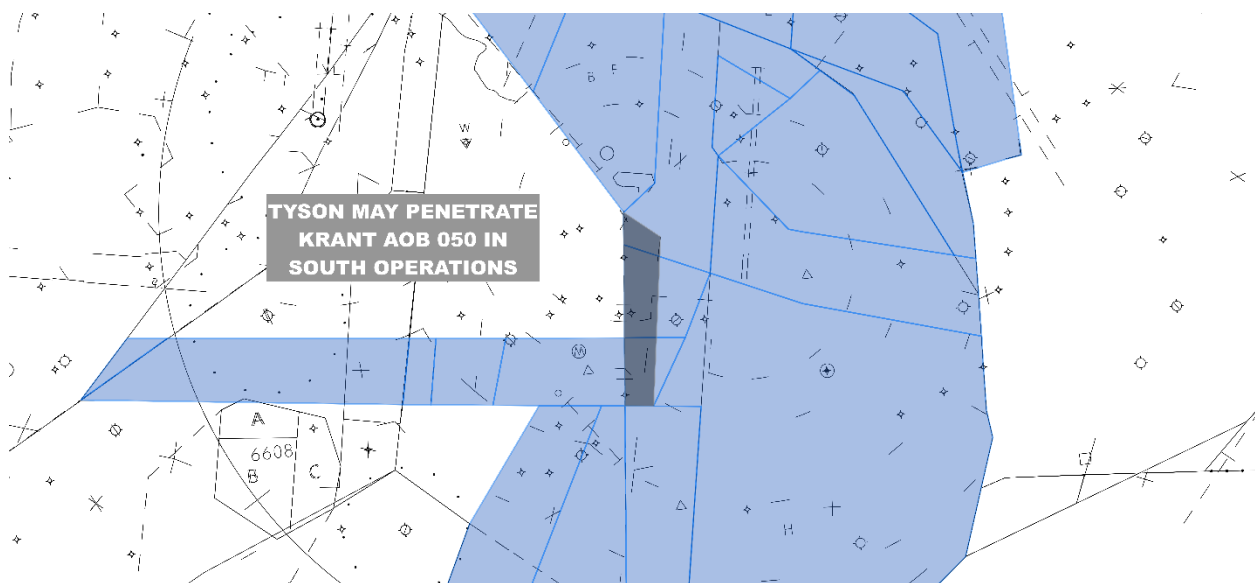 E
B F
W
TYSON MAY PENETRATE
KRANT AOB 050 IN
SOUTH OPERATIONS
M
A
6608
B
C
H